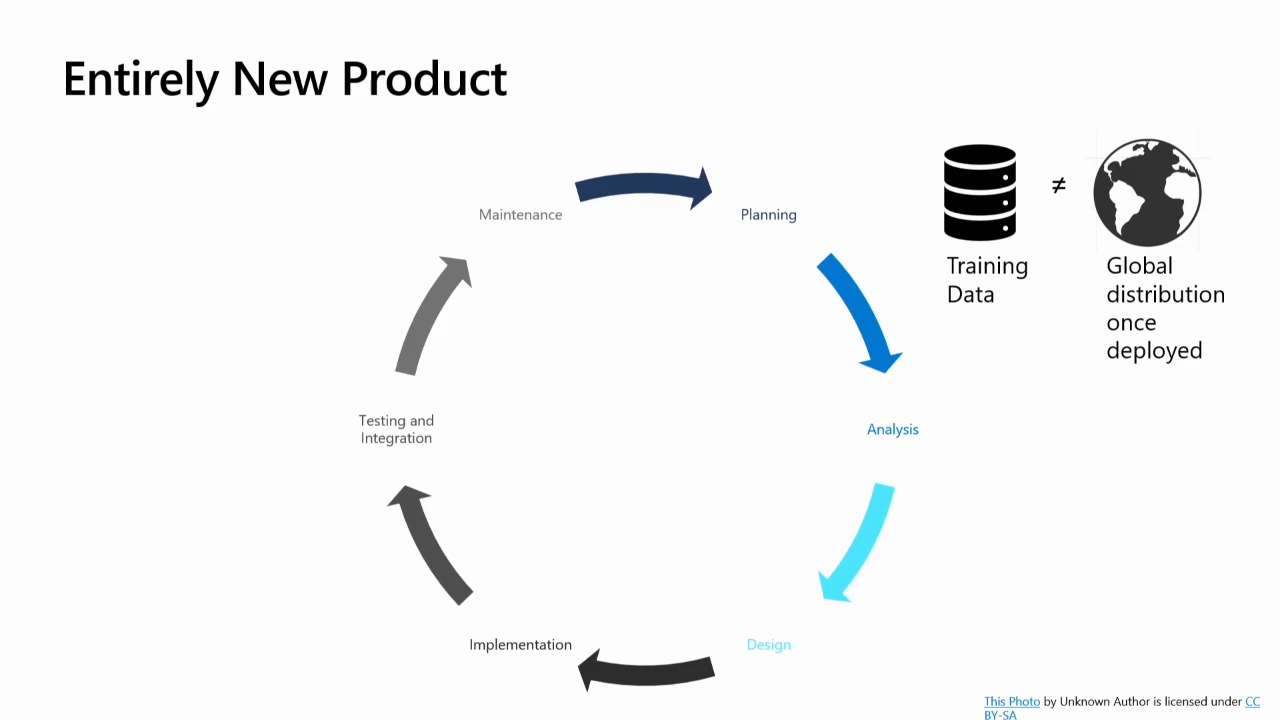 Entirely New Product
Maintenance
Planning
≠
Training
Data
Global
distribution
once
deployed
Testing and
Integration
Analysis
Implementation
Design
This Photo by Unknown Author is licensed under CC
BY-SA